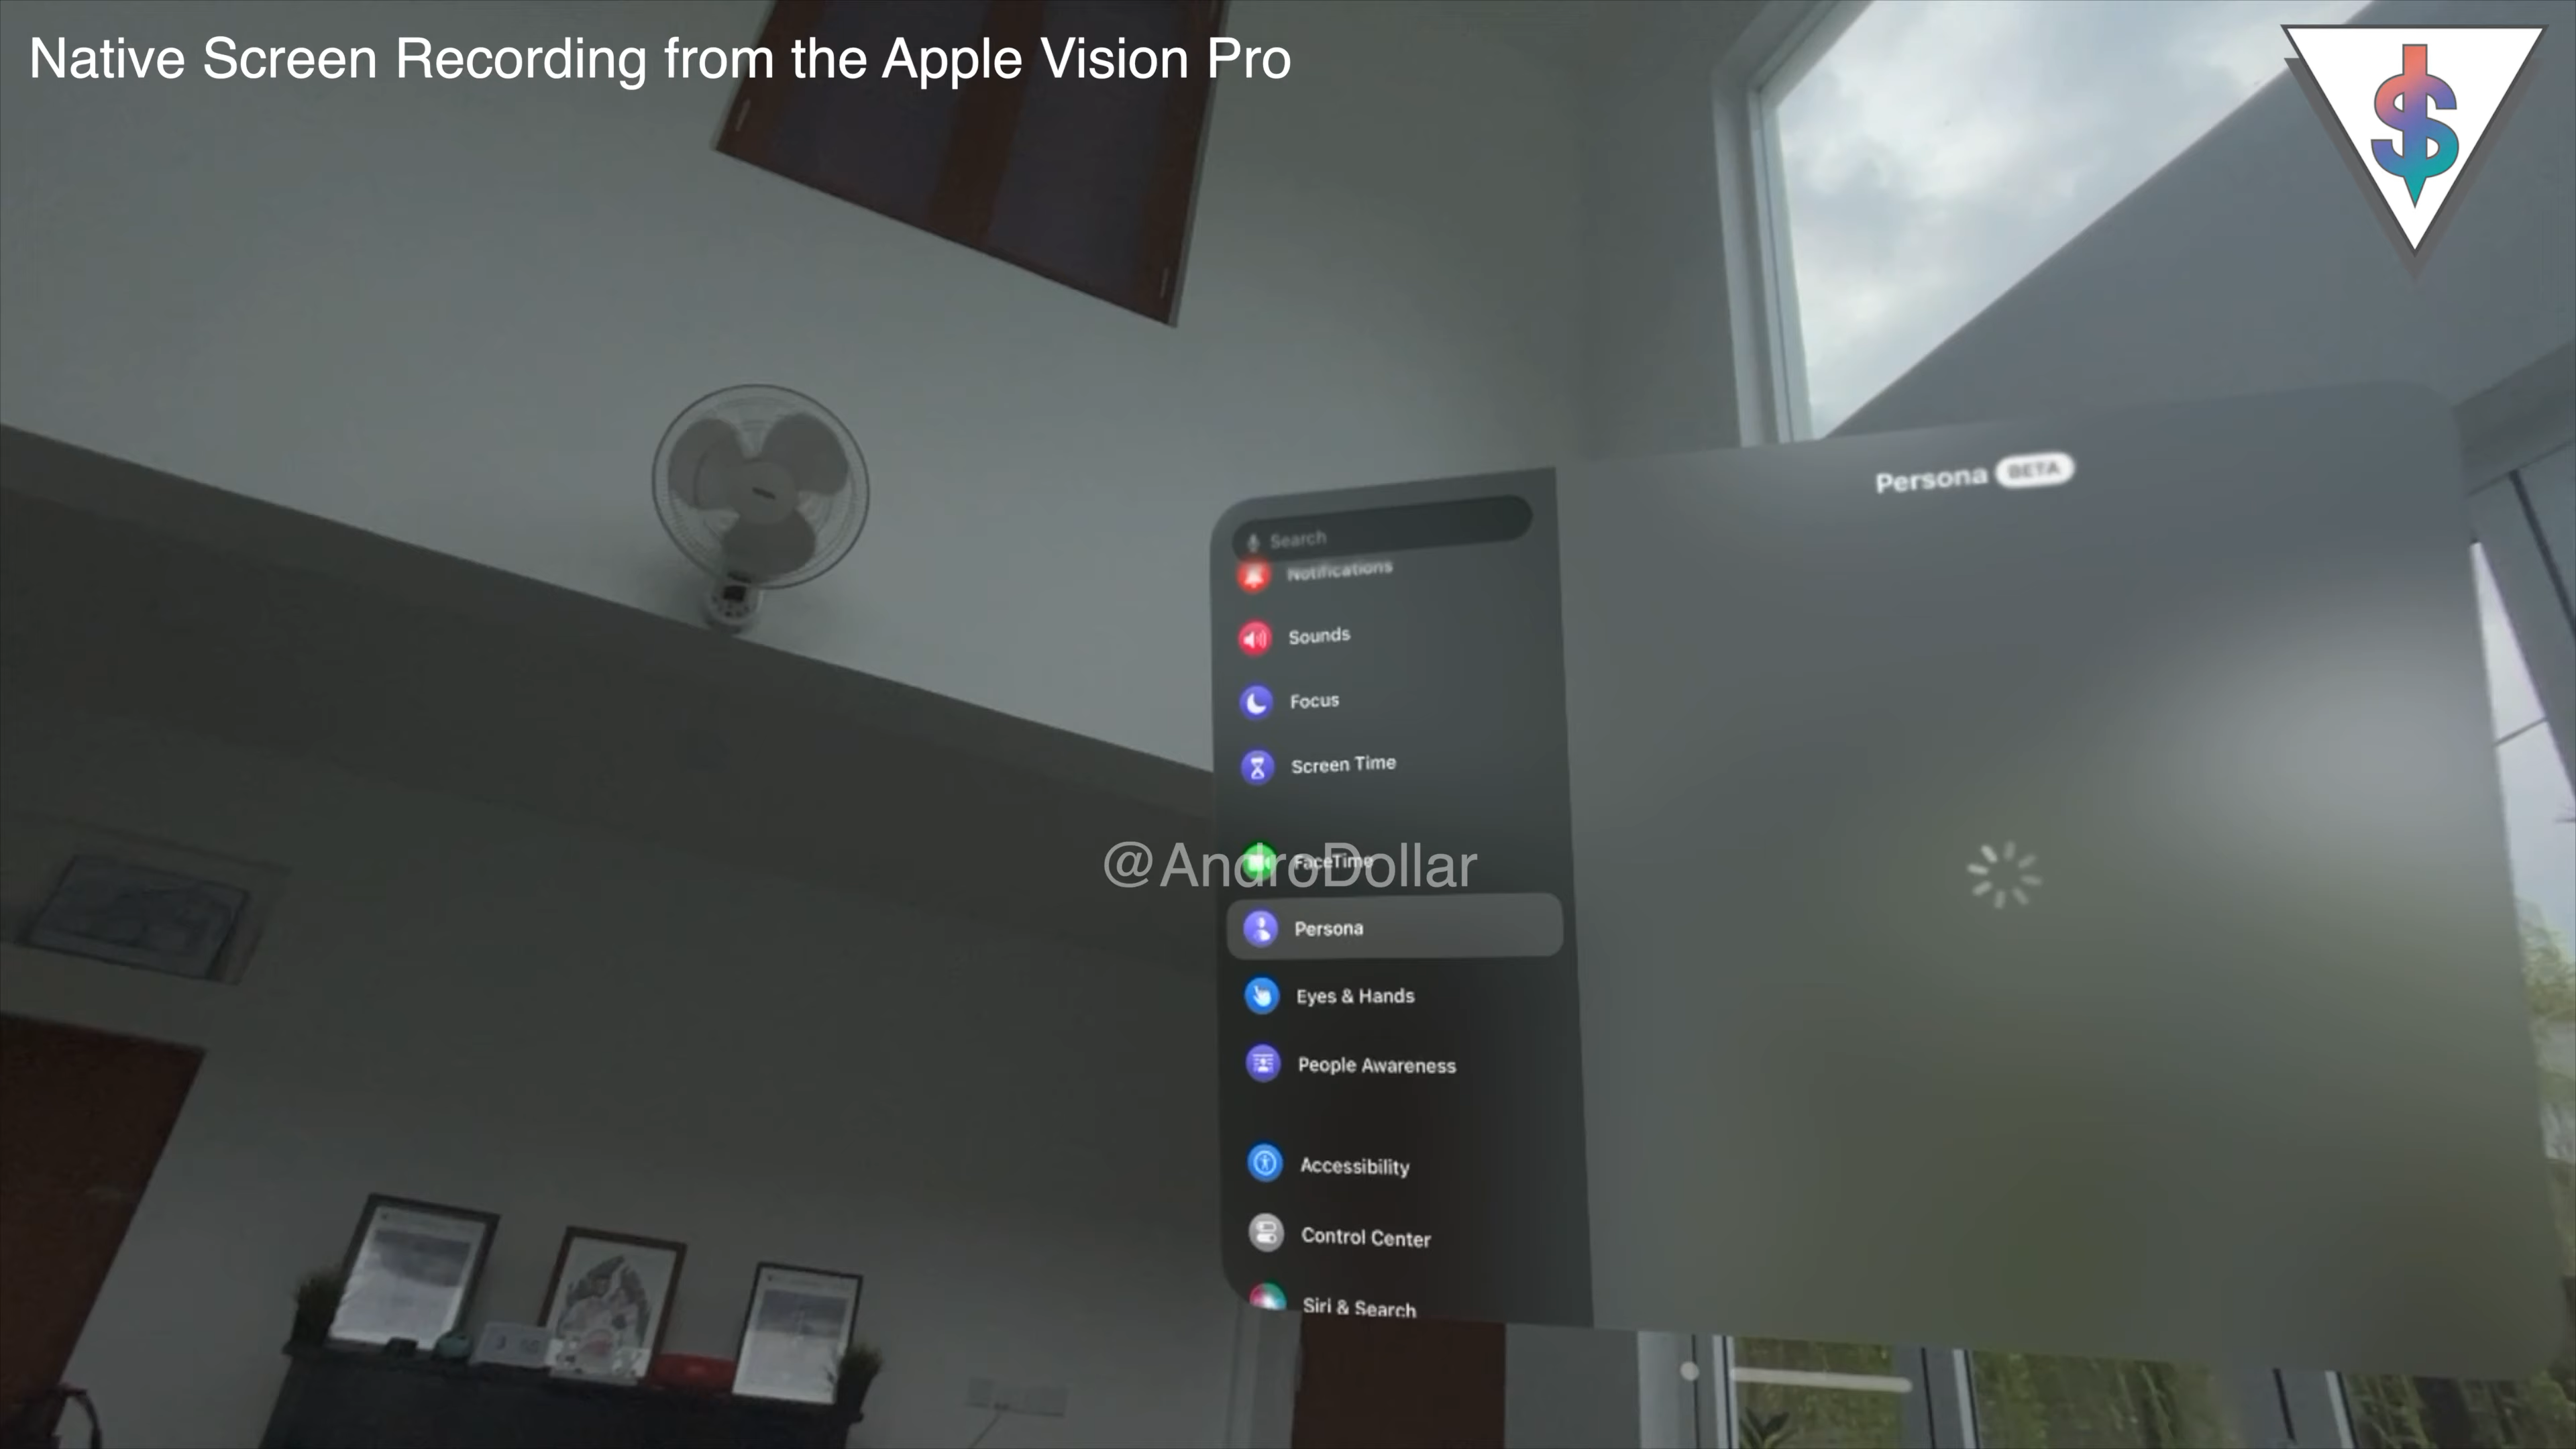 Native Screen Recording from the Apple Vision Pro
$
Persona BETA
Search
Notifications
Sounds
Focus
Screen Time
FaceTime
@AndroDollar
Persona
Eyes & Hands
People Awareness
Accessibility
Control Center
Siri & Search